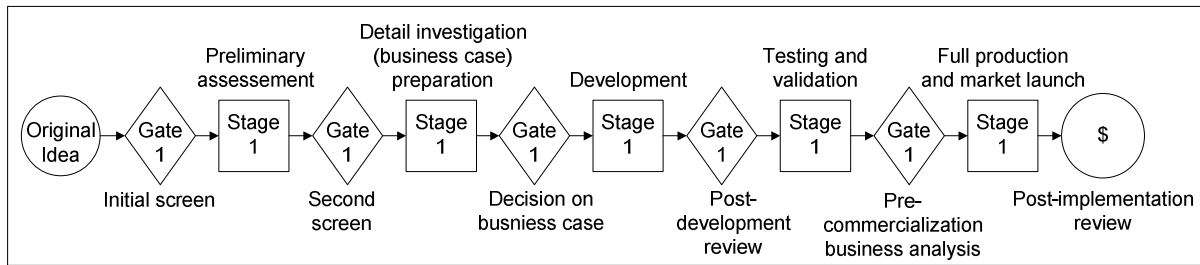 Original
Idea
Gate
1
Initial screen
Preliminary
assessement
Stage
1
Gate
1
Second
screen
Detail investigation
(business case)
preparation
Stage
1
Gate
1
Decision on
busniess case
Development
Stage
1
Gate
1
Post-
development
review
Testing and
validation
Stage
1
Gate
1
Pre-
commercialization
business analysis
Full production
and market launch
Stage
1
$
Post-implementation
review